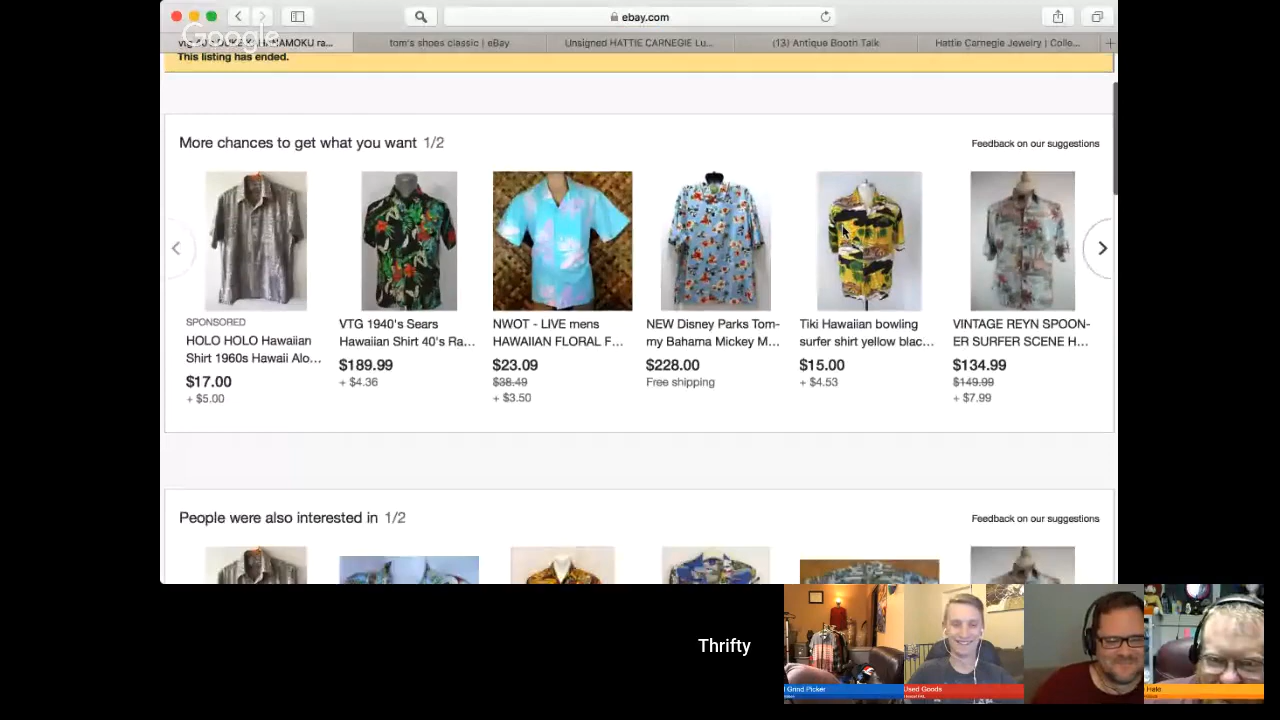 Google
ebay.com
tom's shoes classic | eBay
Unsigned HATTIE CARNEGIE Lu...
(13) Antique Booth Talk
Hattie Carnegie Jewelry | Colle...
This listing has ended.
More chances to get what you want 1/2
Feedback on our suggestions
SPONSORED
HOLO HOLO Hawaiian
Shirt 1960s Hawaii Alo...
$17.00
+ $5.00
VTG 1940's Sears
Hawaiian Shirt 40's Ra...
$189.99
+ $4.36
NWOT - LIVE mens
HAWAIIAN FLORAL F...
$23.09
$38.49
+ $3.50
NEW Disney Parks Tom-
my Bahama Mickey M...
$228.00
Free shipping
Tiki Hawaiian bowling
surfer shirt yellow blac...
$15.00
+ $4.53
VINTAGE REYN SPOON-
ER SURFER SCENE H...
$134.99
$149.99
+ $7.99
People were also interested in 1/2
Feedback on our suggestions
Thrifty
Grind Picker
Used Goods
Hele